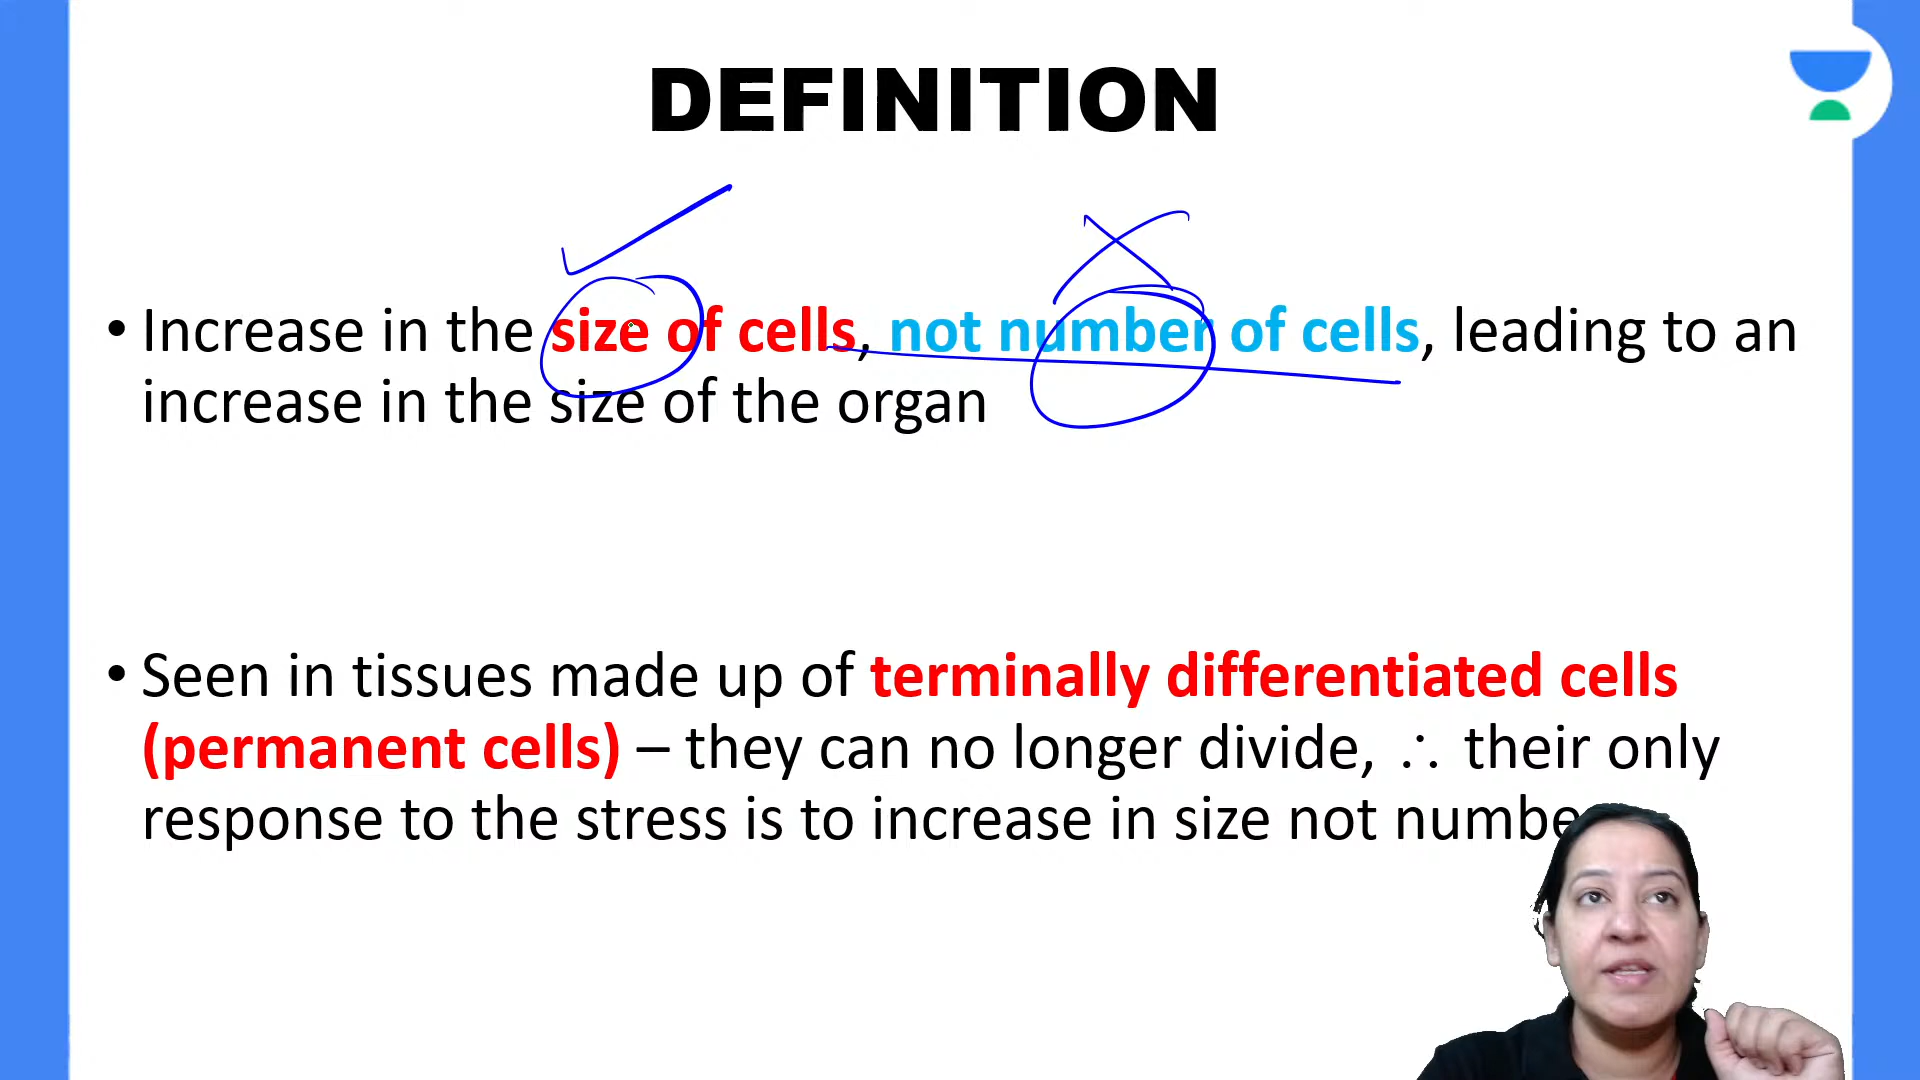 DEFINITION
• Increase in the size of cells, not number of cells, leading to an
increase in the size of the organ
• Seen in tissues made up of terminally differentiated cells
(permanent cells) – they can no longer divide, ∴ their only
response to the stress is to increase in size not numbe